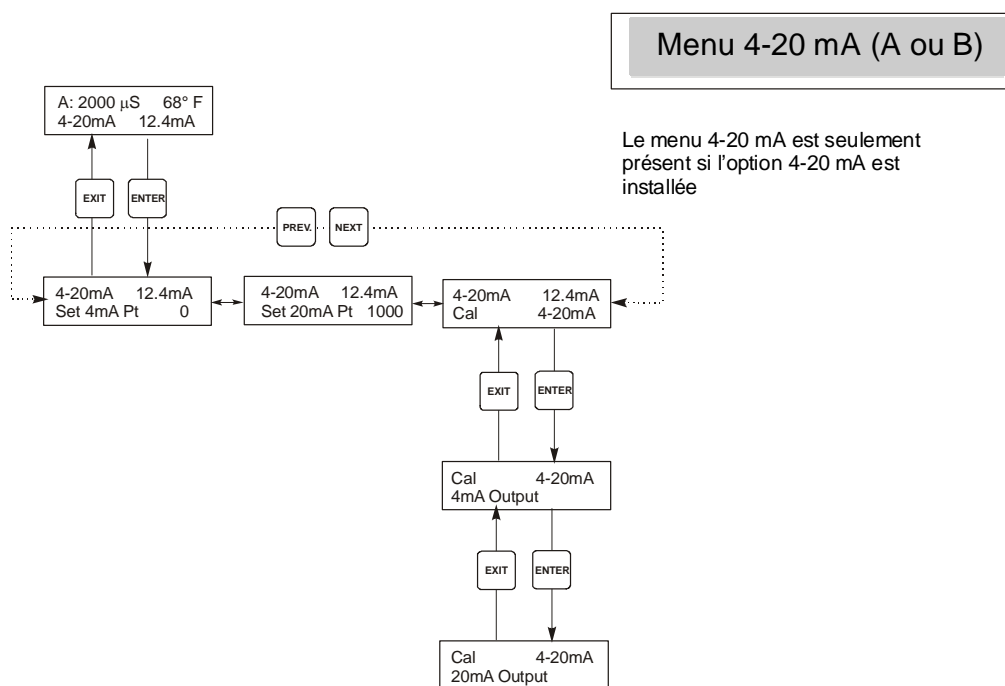 Menu 4-20 mA (A ou B)
A: 2000 µS 68° F
4-20mA 12.4mA
Le menu 4-20 mA est seulement
présent si l'option 4-20 mA est
installée
EXIT
ENTER
PREV.
NEXT
4-20mA 12.4mA
Set 4mA Pt 0
4-20mA 12.4mA
Set 20mA Pt 1000
4-20mA 12.4mA
Cal 4-20mA
EXIT
ENTER
Cal 4-20mA
4mA Output
EXIT
ENTER
Cal 4-20mA
20mA Output